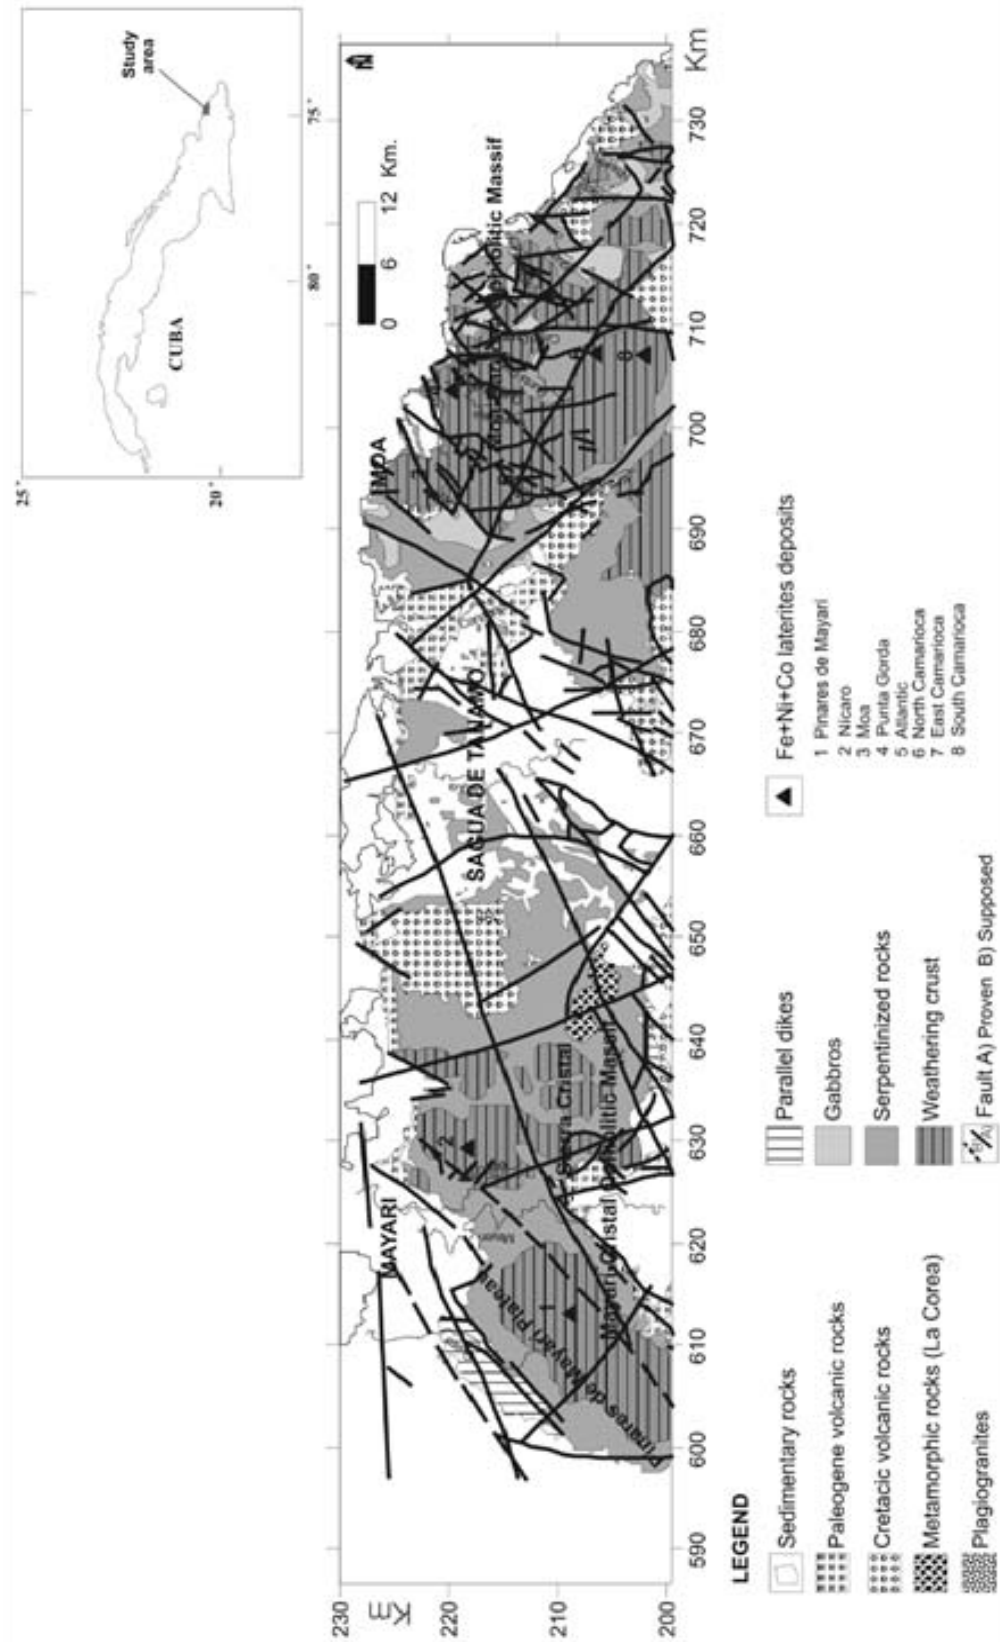 25°
20°
80°
75°
Study
area
CUBA
230
220
210
200
Km
590
600
610
620
630
640
650
660
670
680
690
700
710
720
730
Km
0 6 12 Km.
MAYARI
SAGUA DE TANAMO
MOA
Pinares de Mayari Plateau
Sierra Cristal
Mayari-Cristal Ophiolitic Massif
Ophiolitic Massif
1
2
8
LEGEND
Sedimentary rocks
Paleogene volcanic rocks
Cretacic volcanic rocks
Metamorphic rocks (La Corea)
Plagiogranites
Parallel dikes
Gabbros
Serpentinized rocks
Weathering crust
Fault A) Proven B) Supposed
Fe+Ni+Co laterites deposits
1 Pinares de Mayari
2 Nicaro
3 Moa
4 Punta Gorda
5 Atlantic
6 North Camarioca
7 East Camarioca
8 South Camarioca